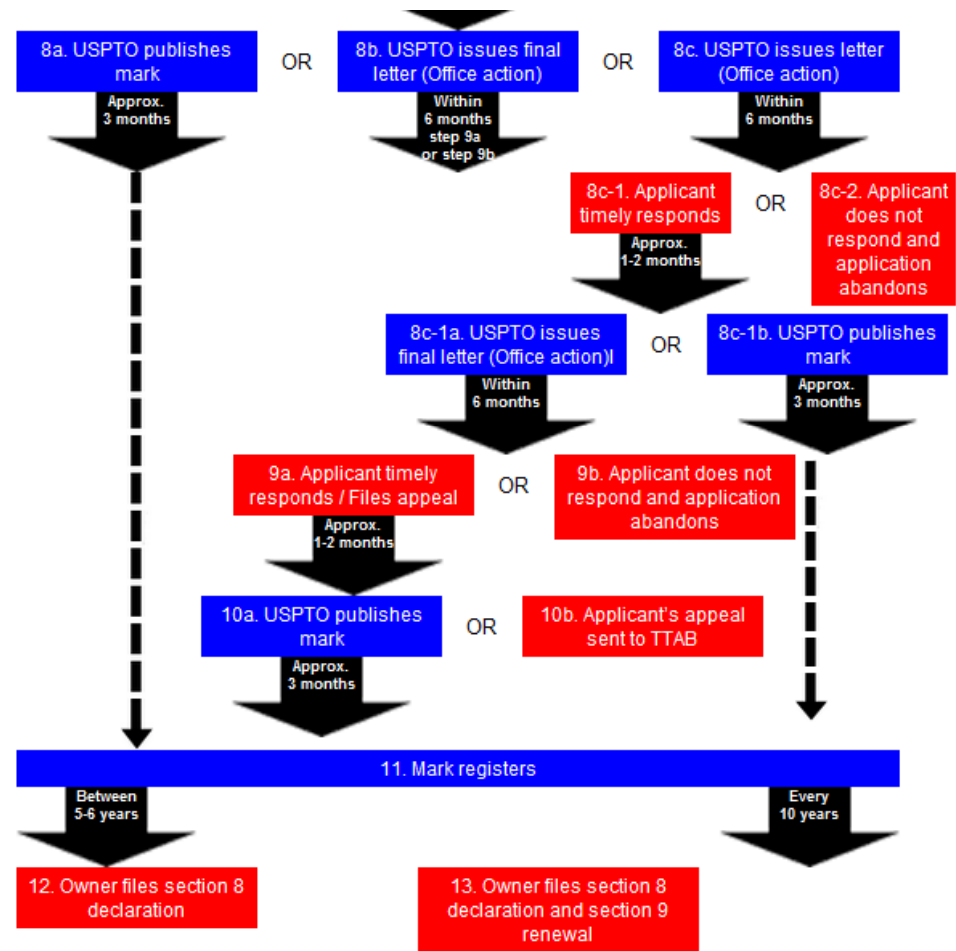 8a. USPTO publishes
mark
OR
8b. USPTO issues final
letter (Office action)
OR
8c. USPTO issues letter
(Office action)
Approx.
3 months
Within
6 months
step 9a
or step 9b
Within
6 months
8c-1. Applicant
timely responds
OR
8c-2. Applicant
does not
respond and
application
abandons
Approx.
1-2 months
8c-1a. USPTO issues
final letter (Office action)l
OR
8c-1b. USPTO publishes
mark
Within
6 months
Approx.
3 months
9a. Applicant timely
responds / Files appeal
OR
9b. Applicant does not
respond and application
abandons
Approx.
1-2 months
10a. USPTO publishes
mark
OR
10b. Applicant's appeal
sent to TTAB
Approx.
3 months
11. Mark registers
Between
5-6 years
Every
10 years
12. Owner files section 8
declaration
13. Owner files section 8
declaration and section 9
renewal